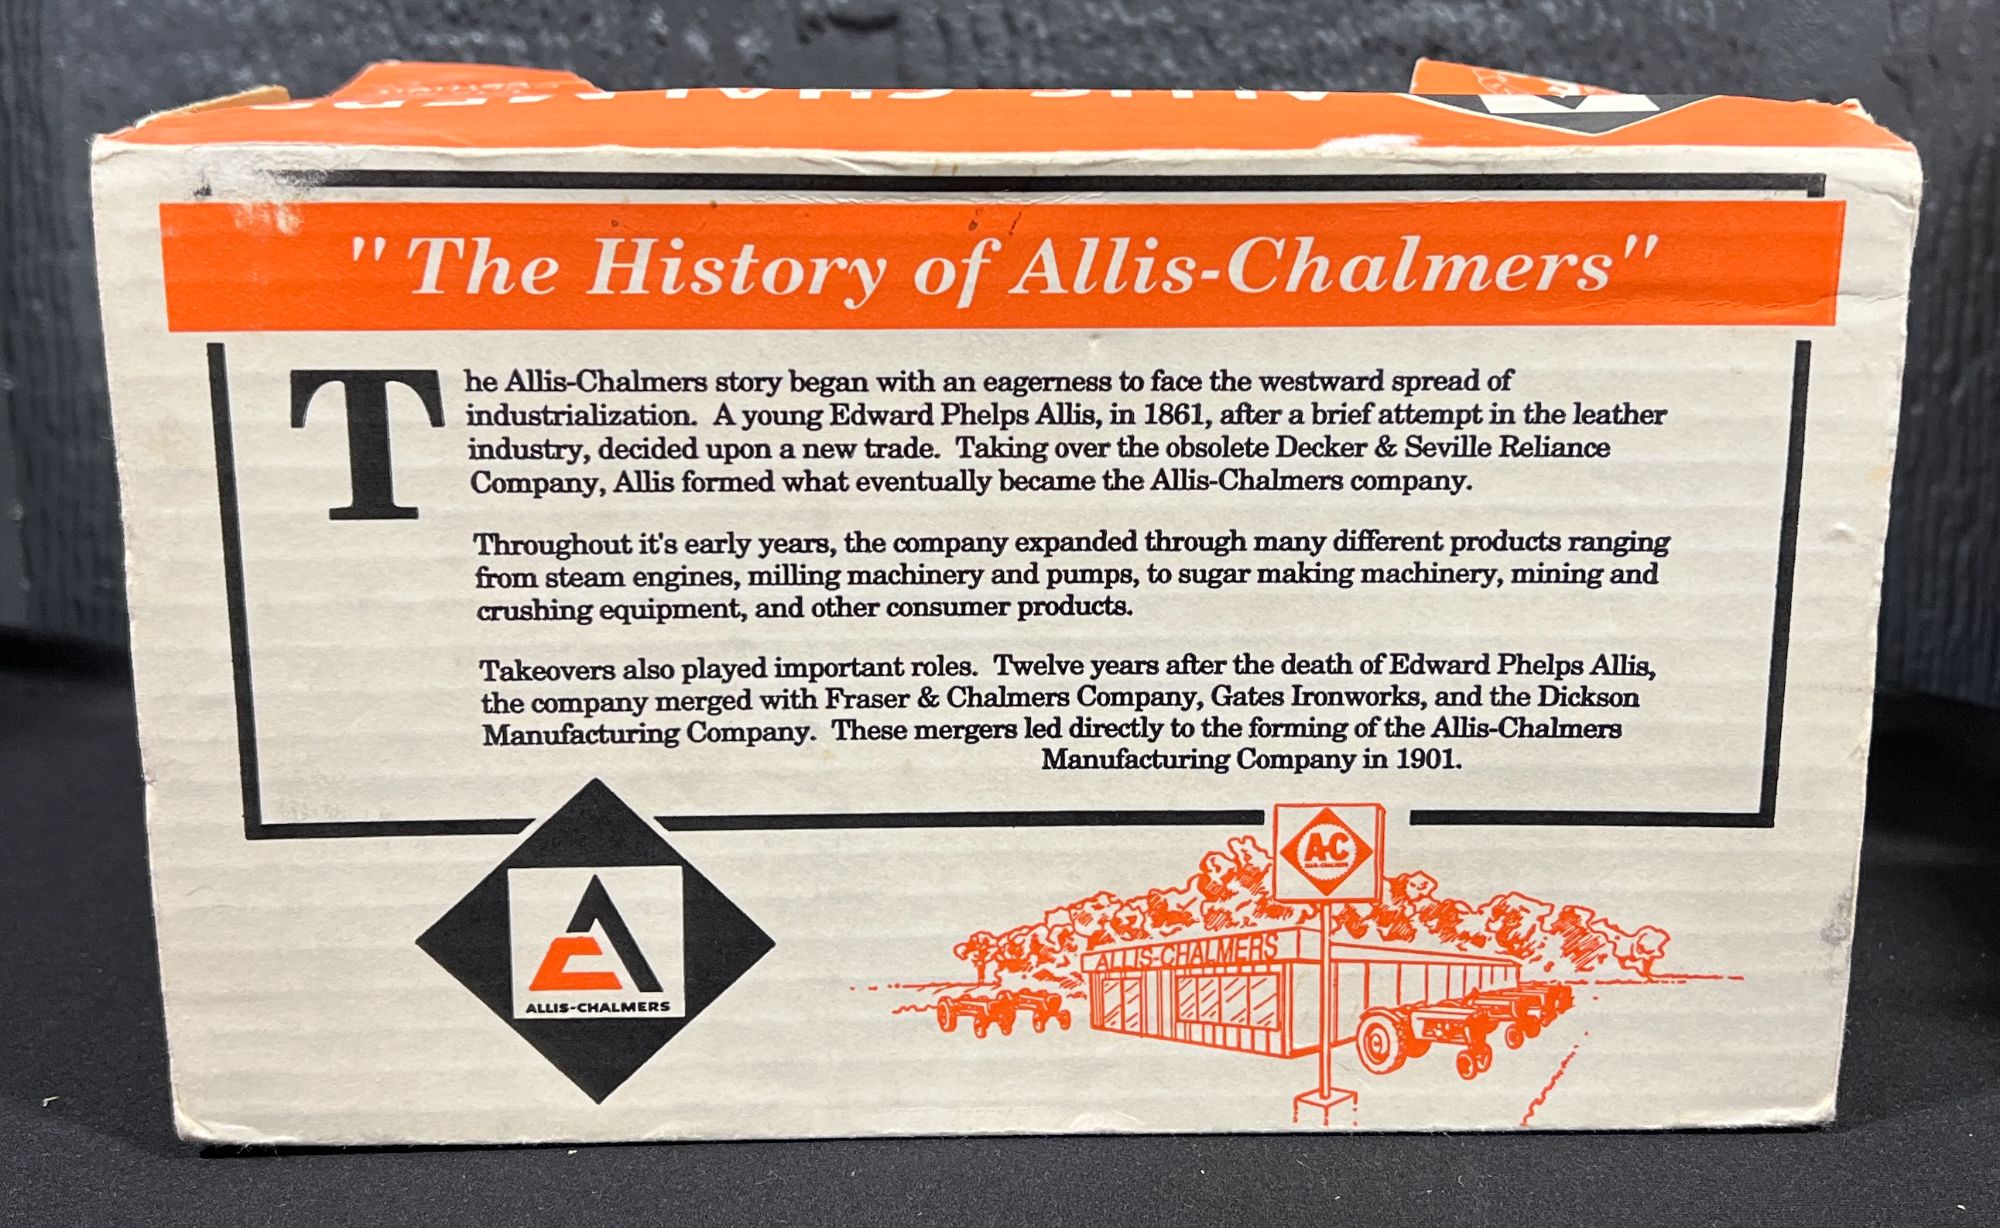 "The History of Allis-Chalmers"
The Allis-Chalmers story began with an eagerness to face the westward spread of
industrialization. A young Edward Phelps Allis, in 1861, after a brief attempt in the leather
industry, decided upon a new trade. Taking over the obsolete Decker & Seville Reliance
Company, Allis formed what eventually became the Allis-Chalmers company.
Throughout it's early years, the company expanded through many different products ranging
from steam engines, milling machinery and pumps, to sugar making machinery, mining and
crushing equipment, and other consumer products.
Takeovers also played important roles. Twelve years after the death of Edward Phelps Allis,
the company merged with Fraser & Chalmers Company, Gates Ironworks, and the Dickson
Manufacturing Company. These mergers led directly to the forming of the Allis-Chalmers
Manufacturing Company in 1901.
A-C
ALLIS-CHALMERS
ALLIS-CHALMERS
ALLIS-CHALMERS